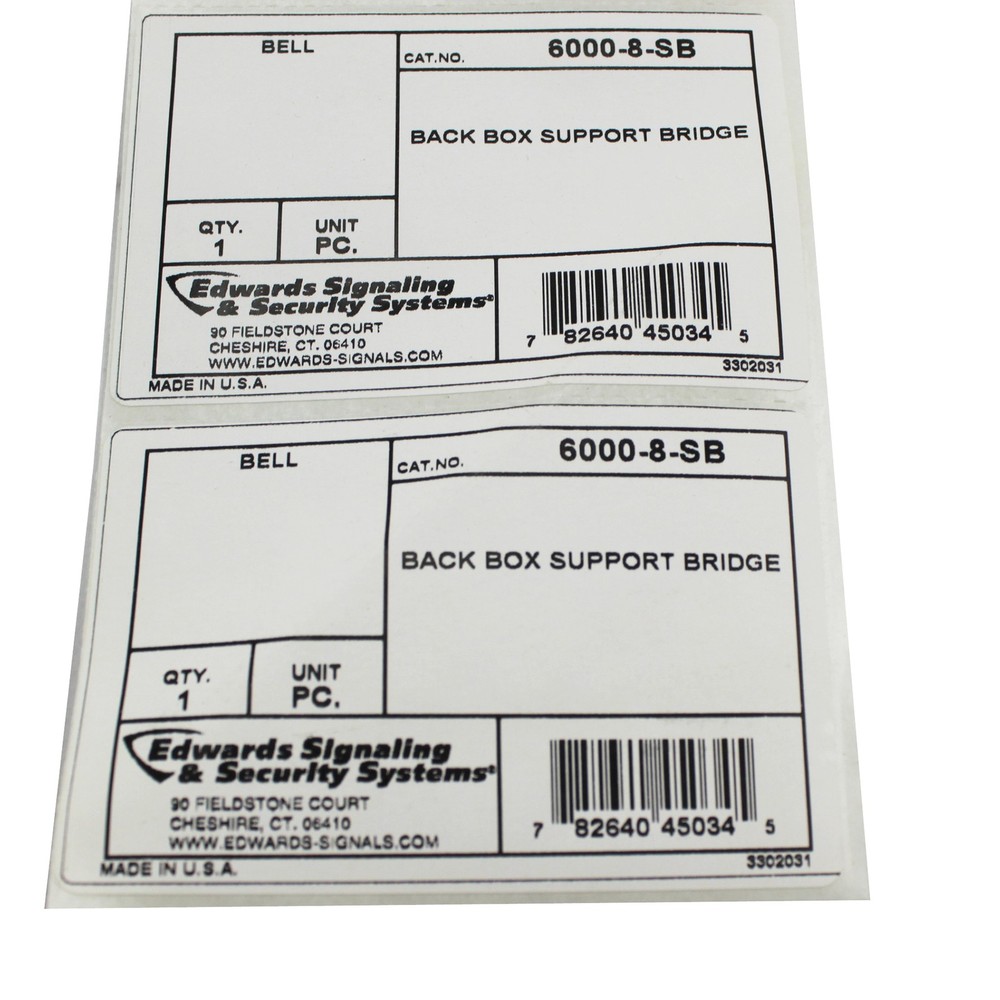 BELL
CAT.NO. 6000-8-SB
BACK BOX SUPPORT BRIDGE
QTY. UNIT
1 PC.
Edwards Signaling
& Security Systems®
90 FIELDSTONE COURT
CHESHIRE, CT. 06410
WWW.EDWARDS-SIGNALS.COM
7 82640 45034 5
3302031
MADE IN U.S.A.
BELL
CAT.NO. 6000-8-SB
BACK BOX SUPPORT BRIDGE
QTY. UNIT
1 PC.
Edwards Signaling
& Security Systems®
90 FIELDSTONE COURT
CHESHIRE, CT. 06410
WWW.EDWARDS-SIGNALS.COM
7 82640 45034 5
3302031
MADE IN U.S.A.